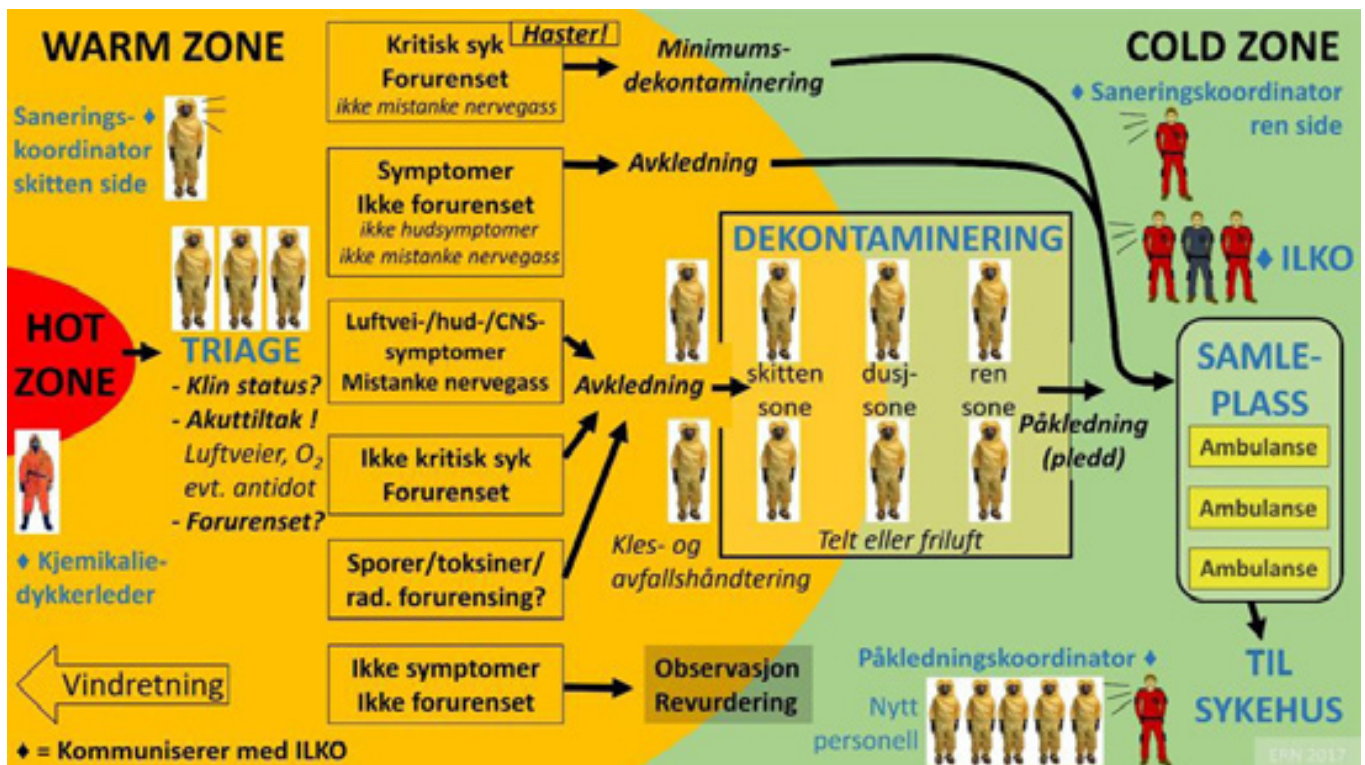 WARM ZONE
Sanerings- ♦
koordinator
skitten side
HOT
ZONE
♦ Kjemikalie-
dykkerleder
Vindretning
♦ = Kommuniserer med ILKO
TRIAGE
- Klin status?
- Akuttiltak !
Luftveier, O₂
evt. antidot
- Forurenset?
Haster!
Kritisk syk
Forurenset
ikke mistanke nervegass
Symptomer
Ikke forurenset
ikke hudsymptomer
ikke mistanke nervegass
Luftvei-/hud-/CNS-
symptomer
Mistanke nervegass
Ikke kritisk syk
Forurenset
Sporer/toksiner/
rad. forurensing?
Ikke symptomer
Ikke forurenset
Minimums-
dekontaminering
Avkledning
Avkledning
Kles- og
avfallshåndtering
Observasjon
Revurdering
DEKONTAMINERING
skitten dusj- ren
sone sone sone
Telt eller friluft
Påkledning
(pledd)
COLD ZONE
♦ Saneringskoordinator
ren side
♦ ILKO
SAMLE-
PLASS
Ambulanse
Ambulanse
Ambulanse
TIL
SYKEHUS
Påkledningskoordinator ♦
Nytt
personell
ERN 2017